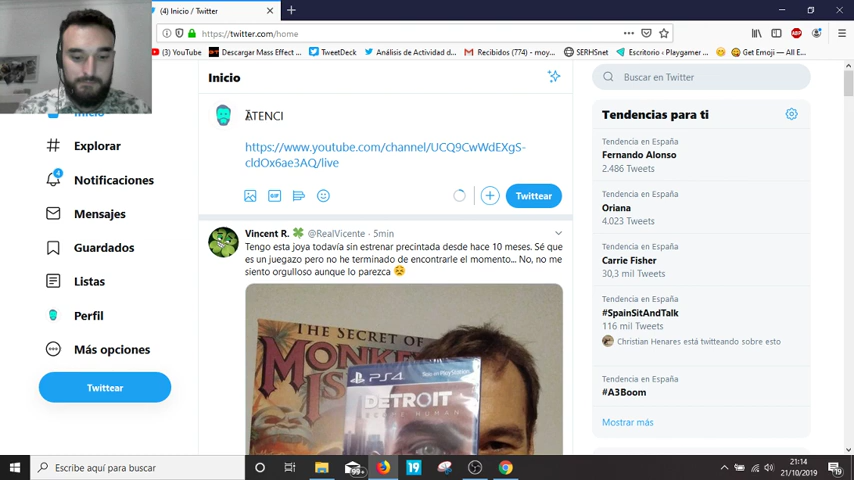 (4) Inicio / Twitter
https://twitter.com/home
(3) YouTube
Descargar Mass Effect ...
TweetDeck
Análisis de Actividad d...
Recibidos (774) - moy...
SERHSnet
Escritorio ‹ Playgamer ...
Get Emoji — All E...
Inicio
Buscar en Twitter
Inicio
ATENCI
https://www.youtube.com/channel/UCQ9CwWdEXgS-
cldOx6ae3AQ/live
Twittear
Explorar
Notificaciones
4
Mensajes
Guardados
Listas
Perfil
Más opciones
Twittear
Vincent R. @RealVicente · 5min
Tengo esta joya todavía sin estrenar precintada desde hace 10 meses. Sé que
es un juegazo pero no he terminado de encontrarle el momento... No, no me
siento orgulloso aunque lo parezca
THE SECRET OF
PS4
Solo en PlayStation
DETROIT
BECOME HUMAN
Tendencias para ti
Tendencia en España
Fernando Alonso
2.486 Tweets
Tendencia en España
Oriana
4.023 Tweets
Tendencia en España
Carrie Fisher
30,3 mil Tweets
Tendencia en España
#SpainSitAndTalk
116 mil Tweets
Christian Henares está twitteando sobre esto
#A3Boom
Mostrar más
Escribe aquí para buscar
99+
19
21:14
21/10/2019
19